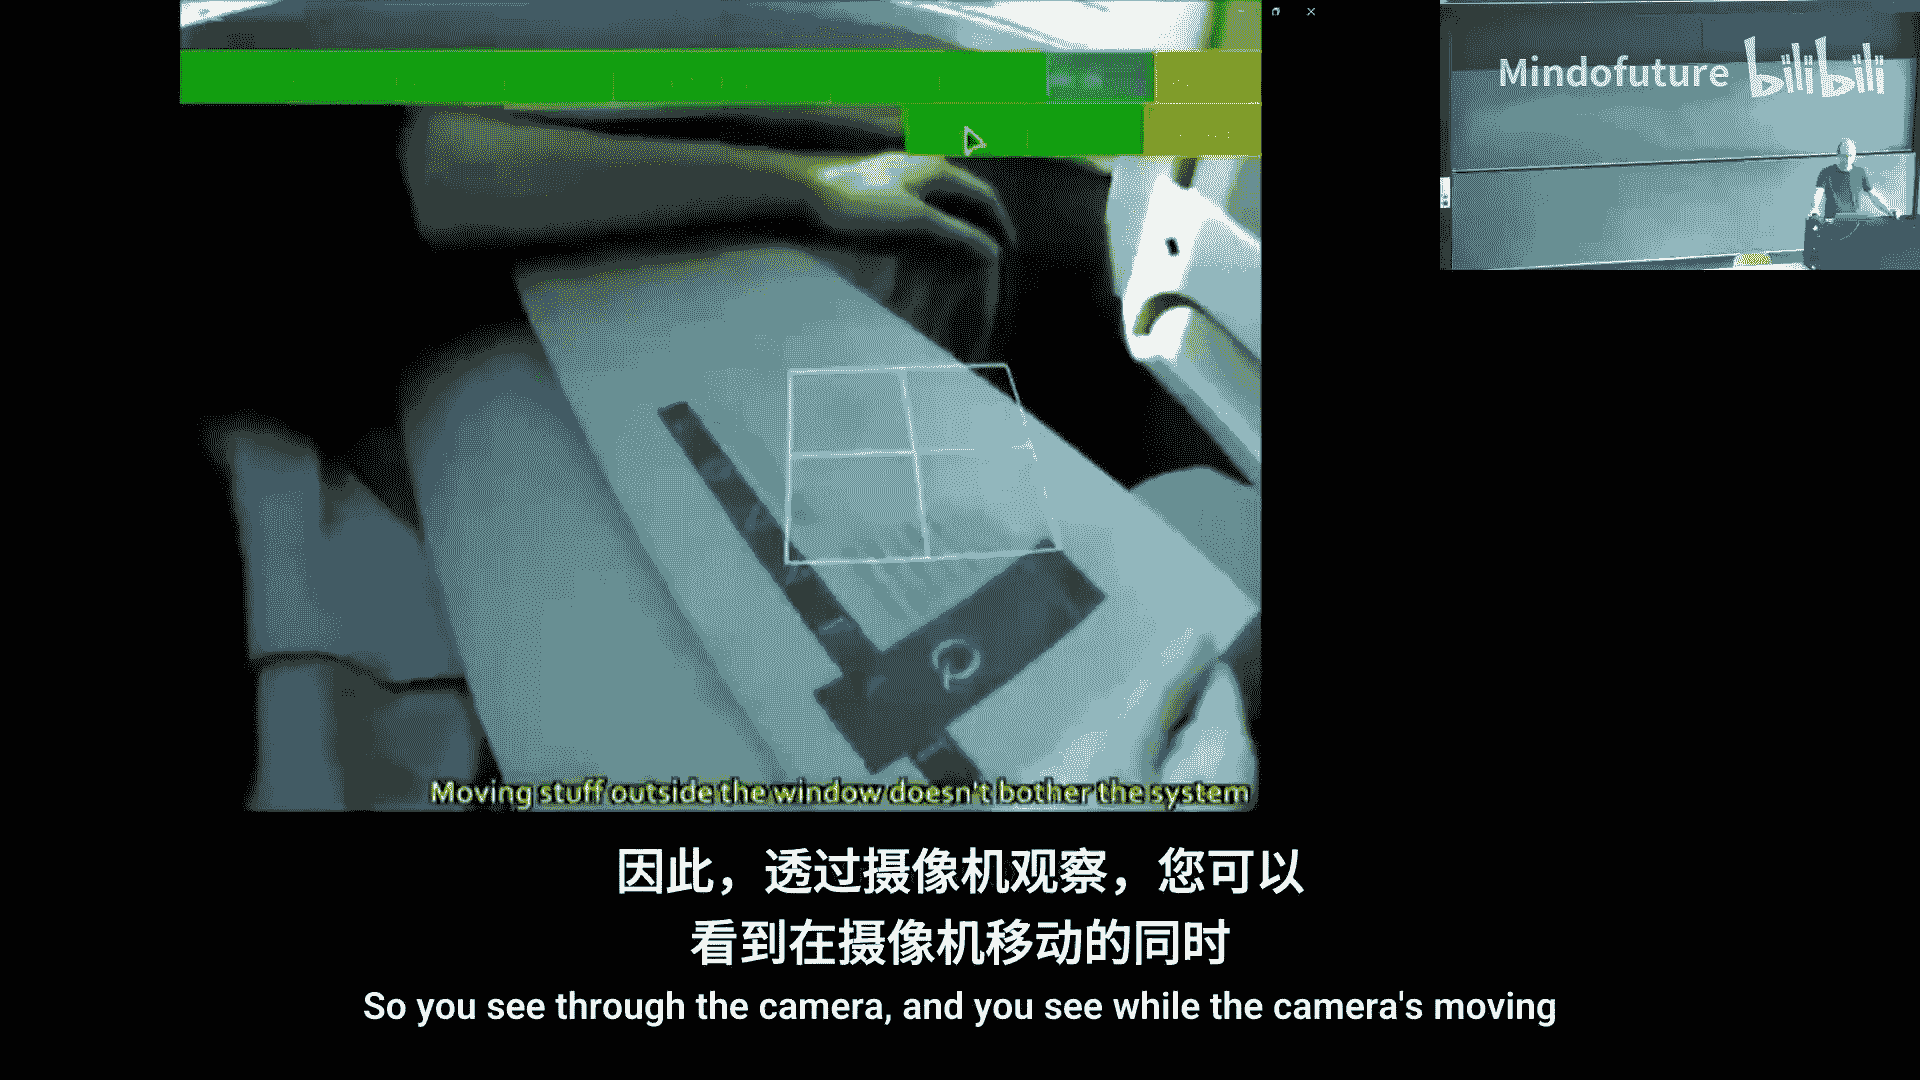 Mindofuture bilibili
Moving stuff outside the window doesn't bother the system
因此，透过摄像机观察，您可以
看到在摄像机移动的同时
So you see through the camera, and you see while the camera's moving